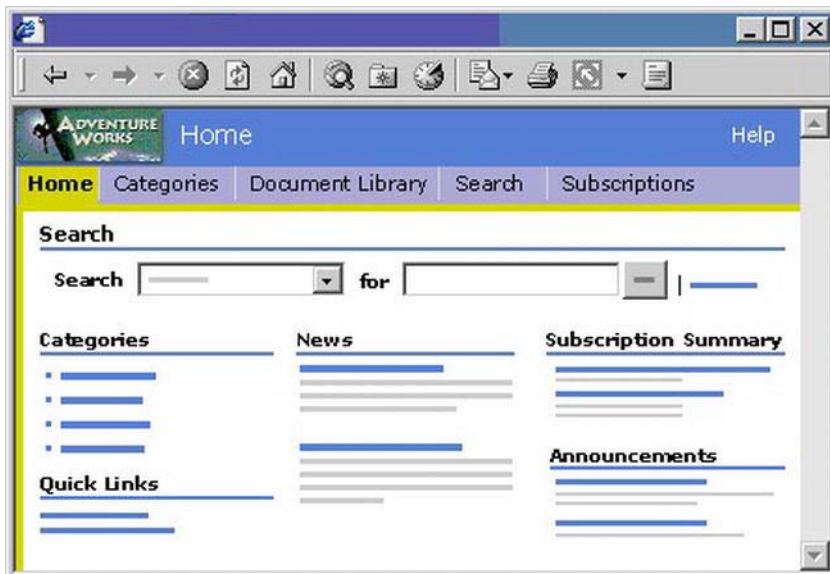 ADVENTURE
WORKS
Home
Help
Home Categories Document Library Search Subscriptions
Search
Search for
Categories News Subscription Summary
Announcements
Quick Links